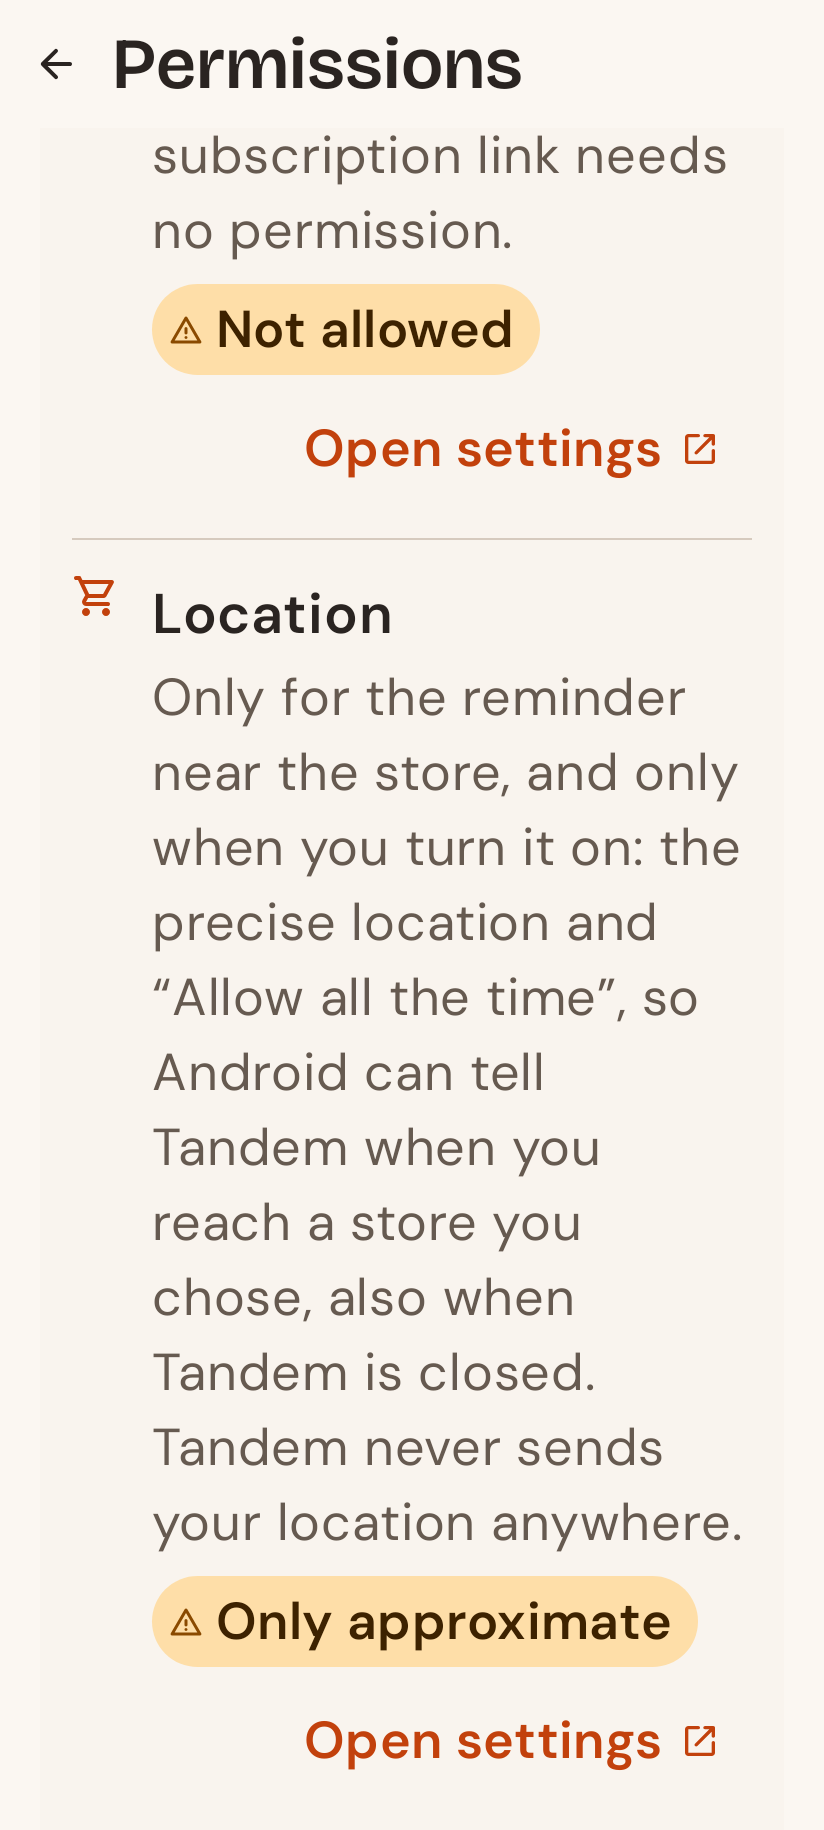 Permissions
subscription link needs
no permission.
Not allowed
Open settings
Location
Only for the reminder
near the store, and only
when you turn it on: the
precise location and
“Allow all the time”, so
Android can tell
Tandem when you
reach a store you
chose, also when
Tandem is closed.
Tandem never sends
your location anywhere.
Only approximate
Open settings